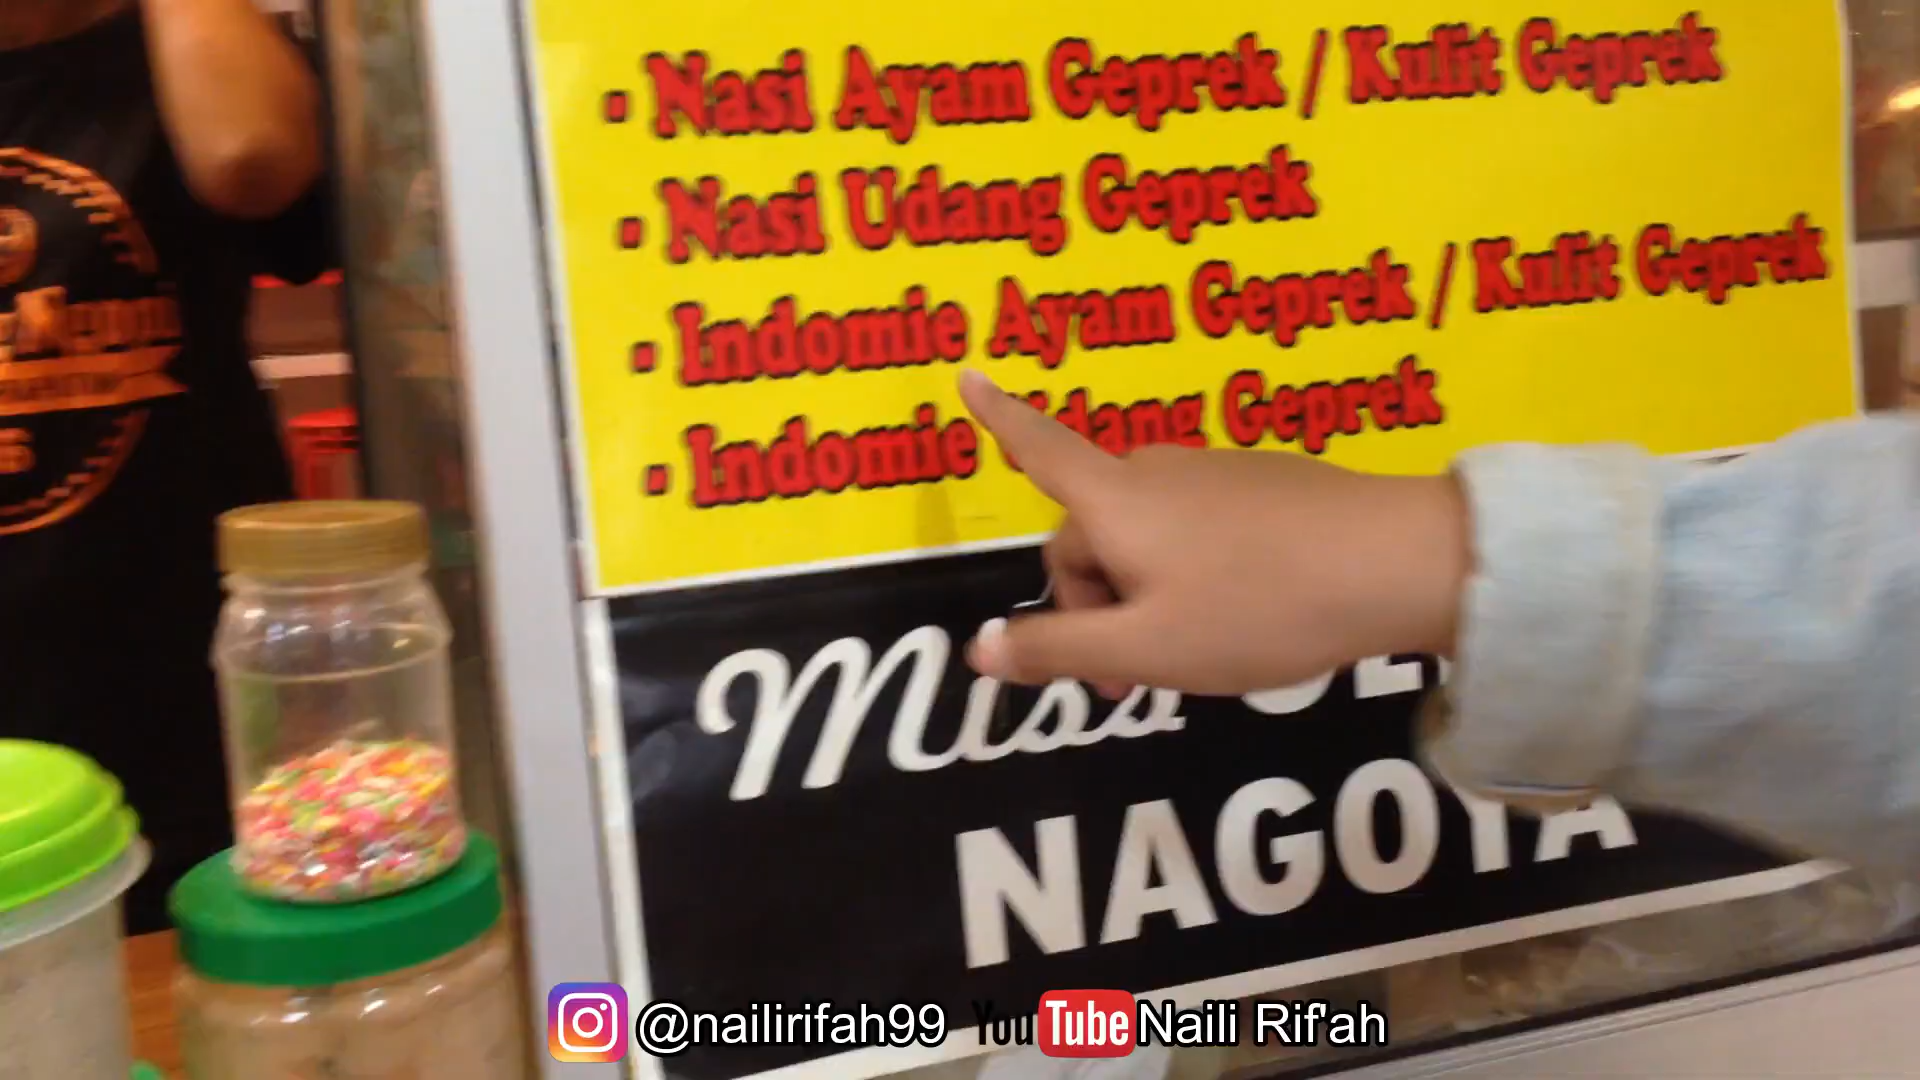 • Nasi Ayam Geprek / Kulit Geprek
• Nasi Udang Geprek
• Indomie Ayam Geprek / Kulit Geprek
• Indomie Udang Geprek
Miss
NAGOYA
@nailirifah99 YouTube Naili Rif'ah